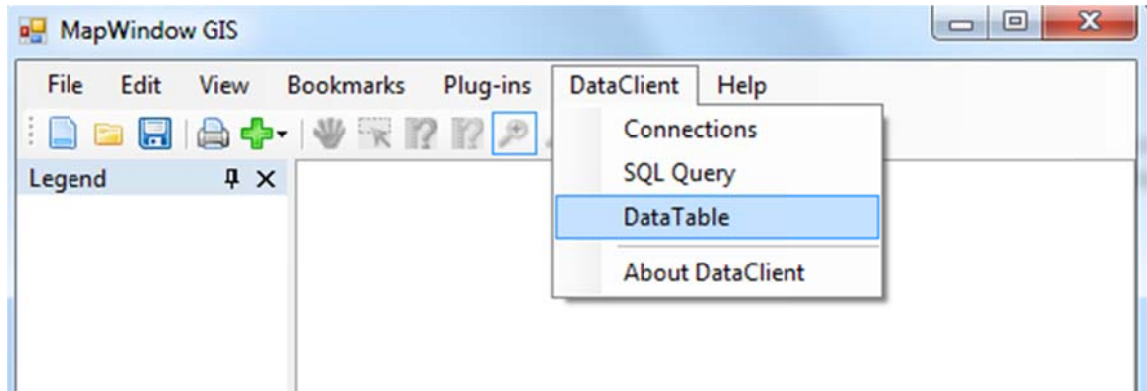 MapWindow GIS
File Edit View Bookmarks Plug-ins DataClient Help
Connections
Legend
SQL Query
DataTable
About DataClient